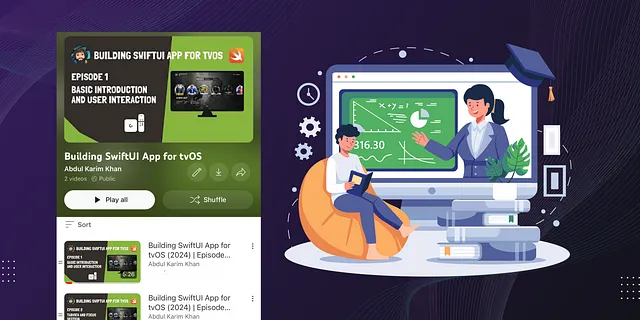 BUILDING SWIFTUI APP FOR TVOS
EPISODE 1
BASIC INTRODUCTION
AND USER INTERACTION
Building SwiftUI App for tvOS
Abdul Karim Khan
2 videos Public
Play all
Shuffle
Sort
BUILDING SWIFTUI APP FOR TVOS
EPISODE 1
BASIC INTRODUCTION
AND USER INTERACTION
5:26
Building SwiftUI App for
tvOS (2024) | Episode...
Abdul Karim Khan
BUILDING SWIFTUI APP FOR TVOS
EPISODE 2
Building SwiftUI App for
tvOS (2024) | Episode...
Abdul Karim Khan
x + y = 1
316.30